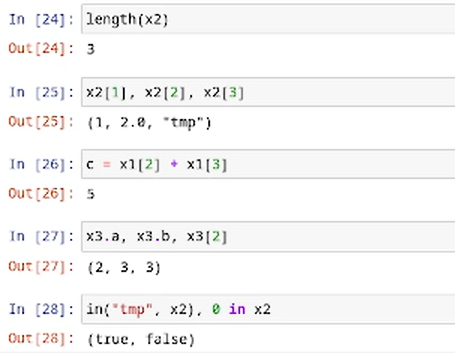 In [24]: length(x2)
Out[24]: 3
In [25]: x2[1], x2[2], x2[3]
Out[25]: (1, 2.0, "tmp")
In [26]: c = x1[2] + x1[3]
Out[26]: 5
In [27]: x3.a, x3.b, x3[2]
Out[27]: (2, 3, 3)
In [28]: in("tmp", x2), 0 in x2
Out[28]: (true, false)